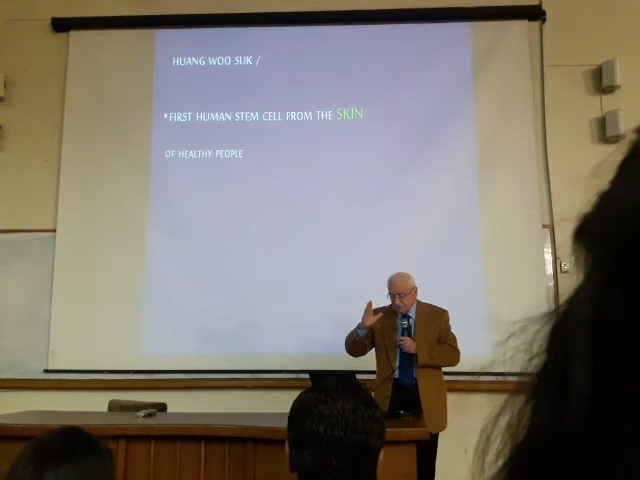 HUANG WOO SUK /
*FIRST HUMAN STEM CELL FROM THE SKIN
OF HEALTHY PEOPLE